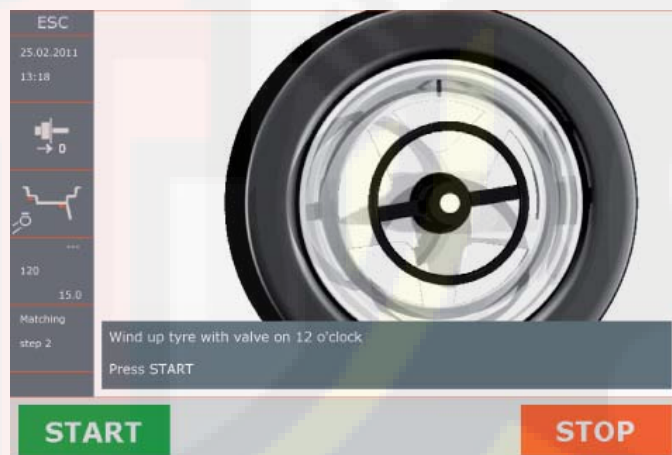 ESC
25.02.2011
13:18
→ 0
---
120
15.0
Matching
step 2
Wind up tyre with valve on 12 o'clock
Press START
START
STOP